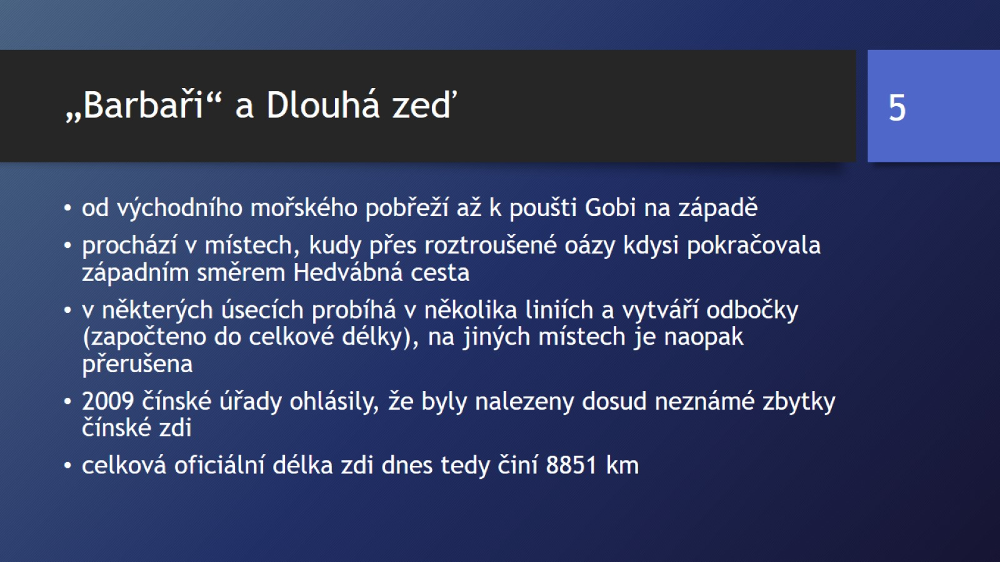 „Barbaři“ a Dlouhá zeď
5
• od východního mořského pobřeží až k poušti Gobi na západě
• prochází v místech, kudy přes roztroušené oázy kdysi pokračovala
západním směrem Hedvábná cesta
• v některých úsecích probíhá v několika liniích a vytváří odbočky
(započteno do celkové délky), na jiných místech je naopak
přerušena
• 2009 čínské úřady ohlásily, že byly nalezeny dosud neznámé zbytky
čínské zdi
• celková oficiální délka zdi dnes tedy činí 8851 km